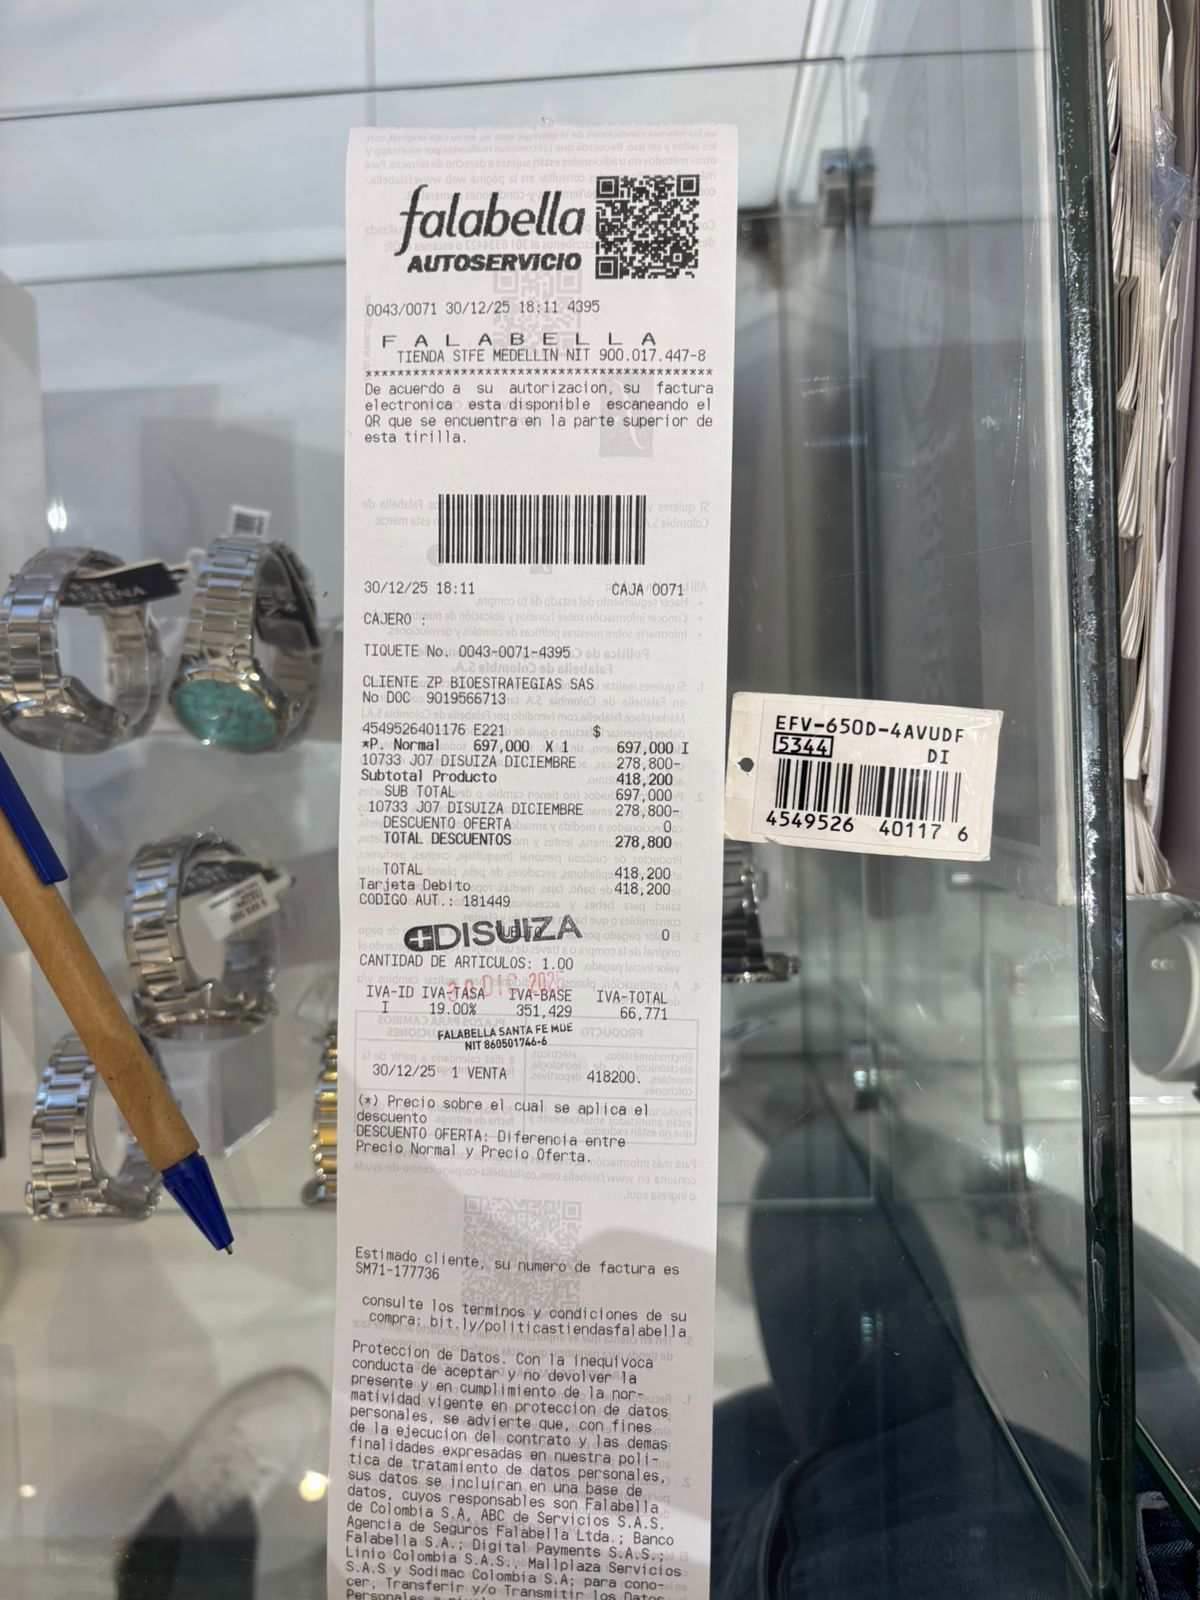 falabella
AUTOSERVICIO
0043/0071 30/12/25 18:11 4395
F A L A B E L L A
TIENDA STFE MEDELLIN NIT 900.017.447-8
******************************************
De acuerdo a su autorizacion, su factura
electronica esta disponible escaneando el
QR que se encuentra en la parte superior de
esta tirilla.
30/12/25 18:11 CAJA 0071
CAJERO :
TIQUETE No. 0043-0071-4395
CLIENTE ZP BIOESTRATEGIAS SAS
No DOC 9019566713
4549526401176 E221 $
*P. Normal 697,000 X 1 697,000 I
10733 J07 DISUIZA DICIEMBRE 278,800-
Subtotal Producto 418,200
SUB TOTAL 697,000
10733 J07 DISUIZA DICIEMBRE 278,800-
DESCUENTO OFERTA 0
TOTAL DESCUENTOS 278,800
TOTAL 418,200
Tarjeta Debito 418,200
CODIGO AUT.: 181449
DISUIZA 0
CANTIDAD DE ARTICULOS: 1.00
30 DIC 2025
IVA-ID IVA-TASA IVA-BASE IVA-TOTAL
I 19.00% 351,429 66,771
FALABELLA SANTA FE MDE
NIT 860501746-6
30/12/25 1 VENTA 418200.
(*) Precio sobre el cual se aplica el
descuento
DESCUENTO OFERTA: Diferencia entre
Precio Normal y Precio Oferta.
Estimado cliente, su numero de factura es
SM71-177736
consulte los terminos y condiciones de su
compra: bit.ly/politicastiendasfalabella
Proteccion de Datos. Con la inequivoca
conducta de aceptar y no devolver la
presente y en cumplimiento de la nor-
matividad vigente en proteccion de datos
personales, se advierte que, con fines
de la ejecucion del contrato y las demas
finalidades expresadas en nuestra poli-
tica de tratamiento de datos personales,
sus datos se incluiran en una base de
datos, cuyos responsables son Falabella
de Colombia S.A, ABC de Servicios S.A.S.
Agencia de Seguros Falabella Ltda.; Banco
Falabella S.A.; Digital Payments S.A.S.;
Linio Colombia S.A.S., Mallplaza Servicios
S.A.S y Sodimac Colombia S.A; para cono-
cer, Transferir y/o Transmitir los Datos
EFV-650D-4AVUDF
5344 DI
4549526 40117 6